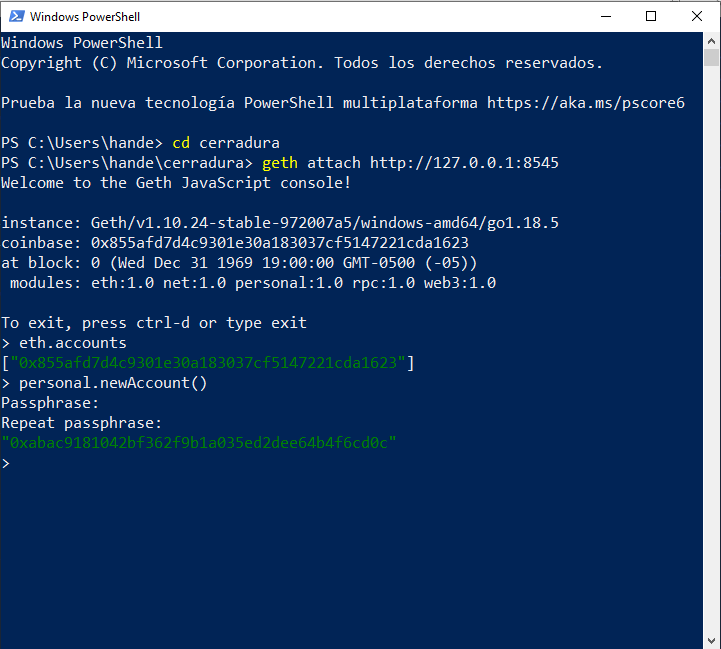 Windows PowerShell
Windows PowerShell
Copyright (C) Microsoft Corporation. Todos los derechos reservados.
Prueba la nueva tecnología PowerShell multiplataforma https://aka.ms/pscore6
PS C:\Users\hande> cd cerradura
PS C:\Users\hande\cerradura> geth attach http://127.0.0.1:8545
Welcome to the Geth JavaScript console!
instance: Geth/v1.10.24-stable-972007a5/windows-amd64/go1.18.5
coinbase: 0x855afd7d4c9301e30a183037cf5147221cda1623
at block: 0 (Wed Dec 31 1969 19:00:00 GMT-0500 (-05))
 modules: eth:1.0 net:1.0 personal:1.0 rpc:1.0 web3:1.0
To exit, press ctrl-d or type exit
> eth.accounts
["0x855afd7d4c9301e30a183037cf5147221cda1623"]
> personal.newAccount()
Passphrase:
Repeat passphrase:
"0xabac9181042bf362f9b1a035ed2dee64b4f6cd0c"
>